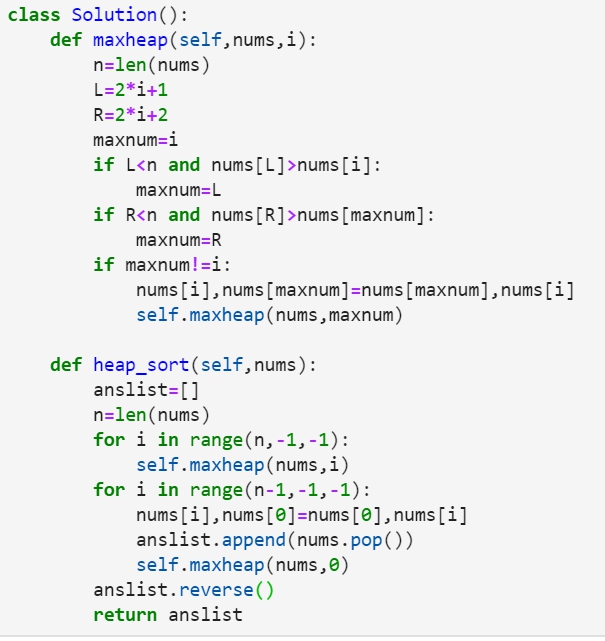 class Solution():
    def maxheap(self,nums,i):
        n=len(nums)
        L=2*i+1
        R=2*i+2
        maxnum=i
        if L<n and nums[L]>nums[i]:
            maxnum=L
        if R<n and nums[R]>nums[maxnum]:
            maxnum=R
        if maxnum!=i:
            nums[i],nums[maxnum]=nums[maxnum],nums[i]
            self.maxheap(nums,maxnum)

    def heap_sort(self,nums):
        anslist=[]
        n=len(nums)
        for i in range(n,-1,-1):
            self.maxheap(nums,i)
        for i in range(n-1,-1,-1):
            nums[i],nums[0]=nums[0],nums[i]
            anslist.append(nums.pop())
            self.maxheap(nums,0)
        anslist.reverse()
        return anslist